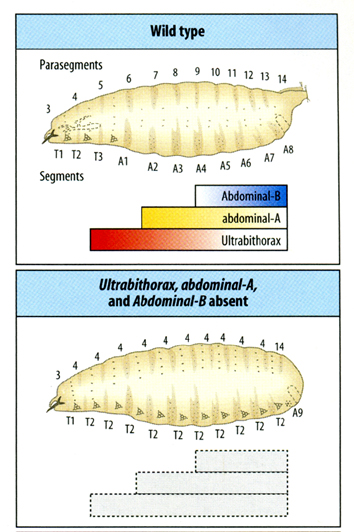 Wild type
Parasegments
3 4 5 6 7 8 9 10 11 12 13 14
T1 T2 T3 A1 A2 A3 A4 A5 A6 A7 A8
Segments
Abdominal-B
abdominal-A
Ultrabithorax
Ultrabithorax, abdominal-A,
and Abdominal-B absent
3 4 4 4 4 4 4 4 4 4 4 14
T1 T2 T2 T2 T2 T2 T2 T2 T2 T2 T2 A9